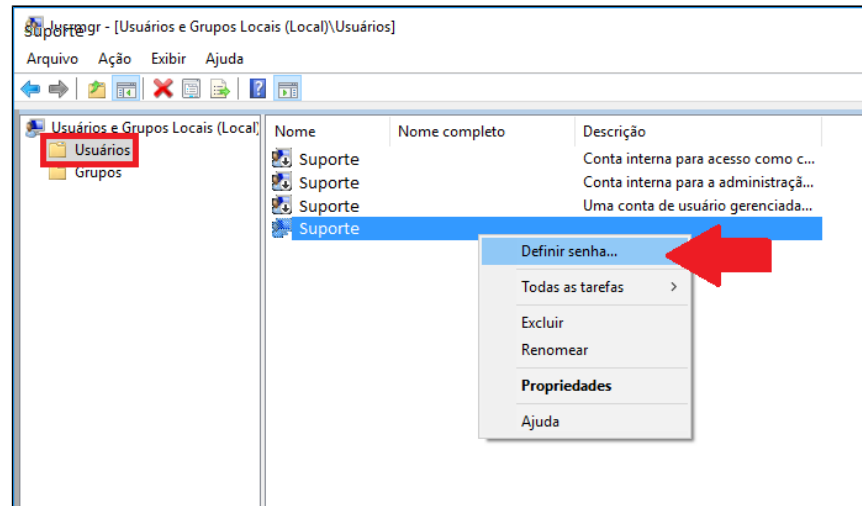 Suporte
lusrmgr - [Usuários e Grupos Locais (Local)\Usuários]
Arquivo Ação Exibir Ajuda
Usuários e Grupos Locais (Local)
Usuários
Grupos
Nome Nome completo Descrição
Suporte Conta interna para acesso como c...
Suporte Conta interna para a administraçã...
Suporte Uma conta de usuário gerenciada...
Suporte
Definir senha...
Todas as tarefas >
Excluir
Renomear
Propriedades
Ajuda